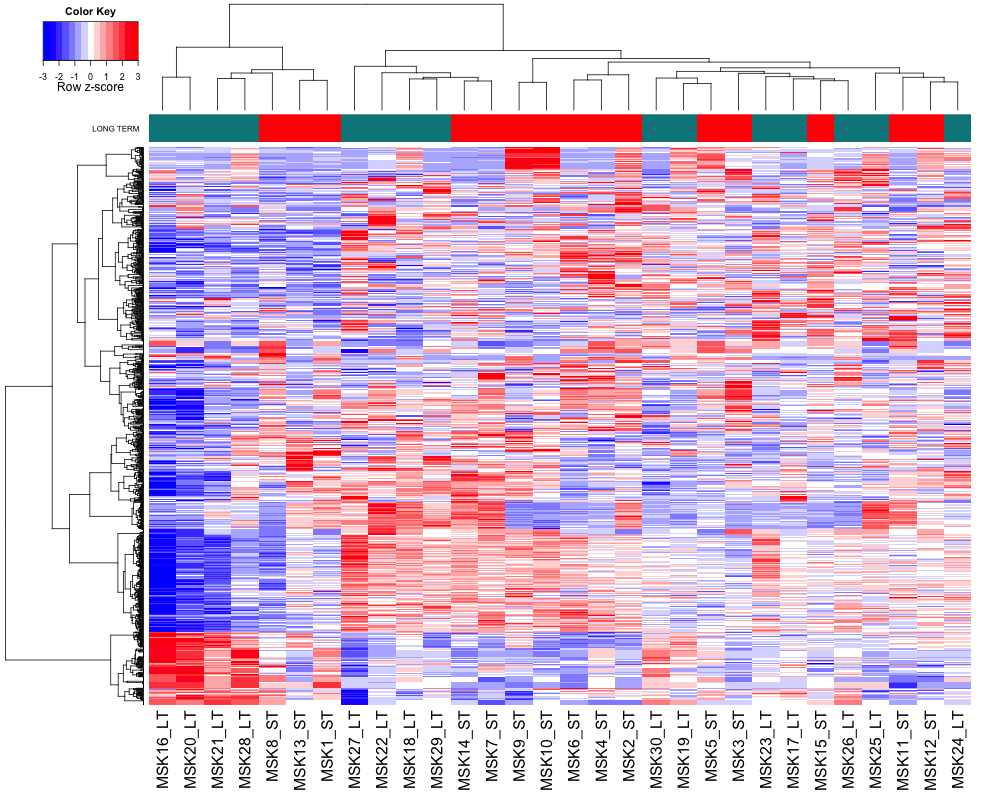 Color Key
-3 -2 -1 0 1 2 3
Row z-score
LONG TERM
MSK16_LT
MSK20_LT
MSK21_LT
MSK28_LT
MSK8_ST
MSK13_ST
MSK1_ST
MSK27_LT
MSK22_LT
MSK18_LT
MSK29_LT
MSK14_ST
MSK7_ST
MSK9_ST
MSK10_ST
MSK6_ST
MSK4_ST
MSK2_ST
MSK30_LT
MSK19_LT
MSK5_ST
MSK3_ST
MSK23_LT
MSK17_LT
MSK15_ST
MSK26_LT
MSK25_LT
MSK11_ST
MSK12_ST
MSK24_LT